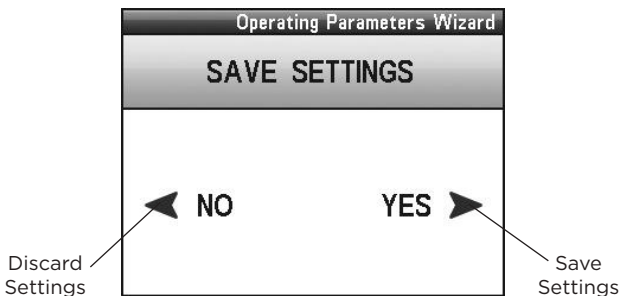 Operating Parameters Wizard
SAVE SETTINGS
NO
YES
Discard
Settings
Save
Settings